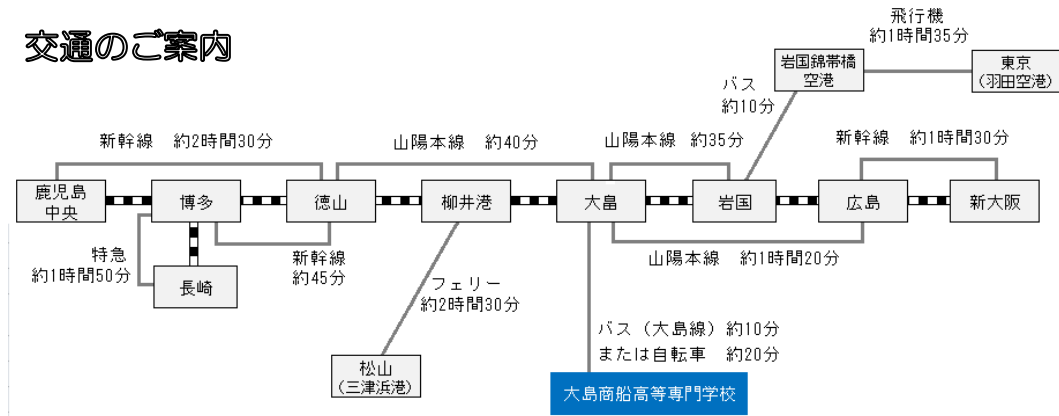 交通のご案内
飛行機
約1時間35分
岩国錦帯橋
空港
東京
(羽田空港)
バス
約10分
新幹線 約2時間30分
山陽本線 約40分
山陽本線 約35分
新幹線 約1時間30分
鹿児島
中央
博多
徳山
柳井港
大畠
岩国
広島
新大阪
特急
約1時間50分
長崎
新幹線
約45分
フェリー
約2時間30分
山陽本線 約1時間20分
バス(大島線)約10分
または自転車 約20分
松山
(三津浜港)
大島商船高等専門学校